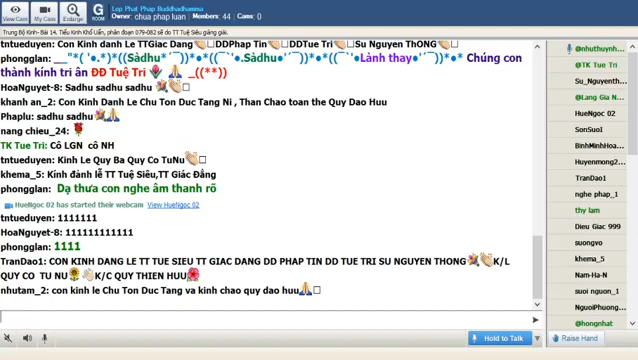 View Cam
My Cam
Enlarge
G ROOM
Lop Phat Phap Buddhadhamma
Owner: chua phap luan | Members: 44 | Cams: 0
Trung Bộ Kinh- Bài 14. Tiểu Kinh Khổ Uẩn, phân đoạn 079-082 sẽ do TT Siêu giảng giải.
tntueduyen: Con Kinh danh Le TTGiac Dang DDPhap Tin DDTue Tri Su Nguyen ThONG
phongglan: __"*( '●.*)*((Sàdhu*´¨))*●*((¨`'●.Sàdhu●'´¨))*●*((¨`'●Lành thay●'´¨))*●* Chúng con
thành kính tri ân ĐĐ Tuệ Trị _((**))
HoaNguyet-8: Sadhu sadhu sadhu
khanh an_2: Con Kinh Danh Le Chu Ton Duc Tang Ni , Than Chao toan the Quy Dao Huu
Phaplu: sadhu sadhu
nang chieu_24:
TK Tue Tri: Cô LGN cô NH
tntueduyen: Kinh Le Quy Ba Quy Co TuNu
khema_5: Kính đảnh lễ TT Tuệ Siêu,TT Giác Đẳng
phongglan: Dạ thưa con nghe âm thanh rõ
HueNgoc 02 has started their webcam View HueNgoc 02
tntueduyen: 1111111
HoaNguyet-8: 111111111111
phongglan: 1111
TranDao1: CON KINH DANG LE TT TUE SIEU TT GIAC DANG DD PHAP TIN DD TUE TRI SU NGUYEN THONG K/L
QUY CO TU NU K/C QUY THIEN HUU
nhutam_2: con kinh le Chu Ton Duc Tang va kinh chao quy dao huu
Hold to Talk
@nhutHuynh...
@TK Tue Tri
Su_Nguyenth...
@Lang Gia N...
HueNgoc 02
SonSuoi
BinhMinhHoa...
Huyenmong2...
TranDao1
nghe phap_1
thy lam
Dieu Giac 999
suongvo
khema_5
Nam-Ha-N
suoi nguon_1
NguoiPhuong...
@hongnhat
Raise Hand